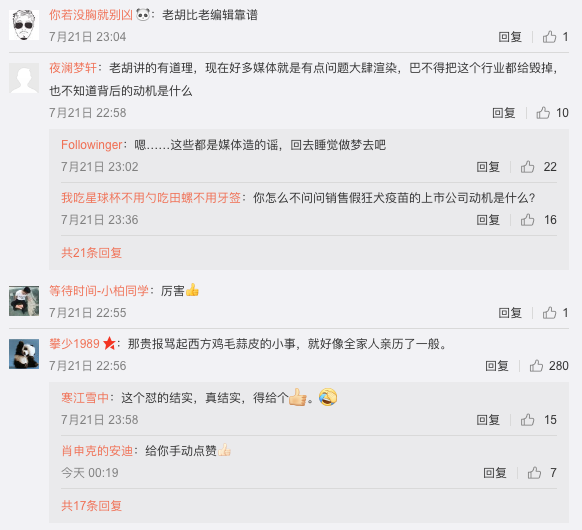 你若没胸就别凶：老胡比老编辑靠谱
7月21日 23:04 回复 1
夜澜梦轩：老胡讲的有道理，现在好多媒体就是有点问题大肆渲染，巴不得把这个行业都给毁掉，
也不知道背后的动机是什么
7月21日 22:58 回复 10
Followinger：嗯……这些都是媒体造的谣，回去睡觉做梦去吧
7月21日 23:02 回复 22
我吃星球杯不用勺吃田螺不用牙签：你怎么不问问销售假狂犬疫苗的上市公司动机是什么?
7月21日 23:36 回复 16
共21条回复
等待时间-小柏同学：厉害👍
7月21日 22:55 回复 1
攀少1989：那贵报骂起西方鸡毛蒜皮的小事，就好像全家人亲历了一般。
7月21日 22:56 回复 280
寒江雪中：这个怼的结实，真结实，得给个👍。🤣
7月21日 23:58 回复 15
肖申克的安迪：给你手动点赞👍🏻
今天 00:19 回复 7
共17条回复